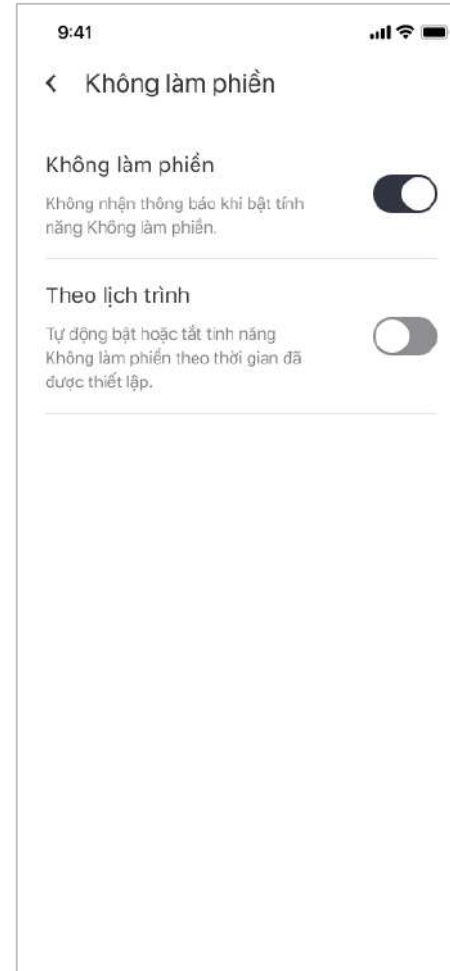 9:41
Không làm phiền
Không làm phiền
Không nhận thông báo khi bật tính
năng Không làm phiền.
Theo lịch trình
Tự động bật hoặc tắt tính năng
Không làm phiền theo thời gian đã
được thiết lập.